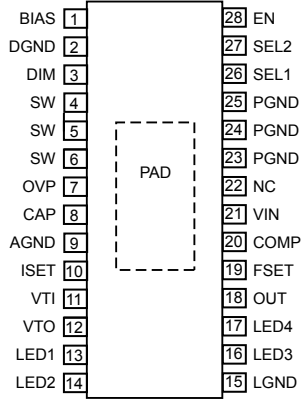 BIAS 1 28 EN
DGND 2 27 SEL2
DIM 3 26 SEL1
SW 4 25 PGND
SW 5 24 PGND
SW 6 23 PGND
PAD
OVP 7 22 NC
CAP 8 21 VIN
AGND 9 20 COMP
ISET 10 19 FSET
VTI 11 18 OUT
VTO 12 17 LED4
LED1 13 16 LED3
LED2 14 15 LGND